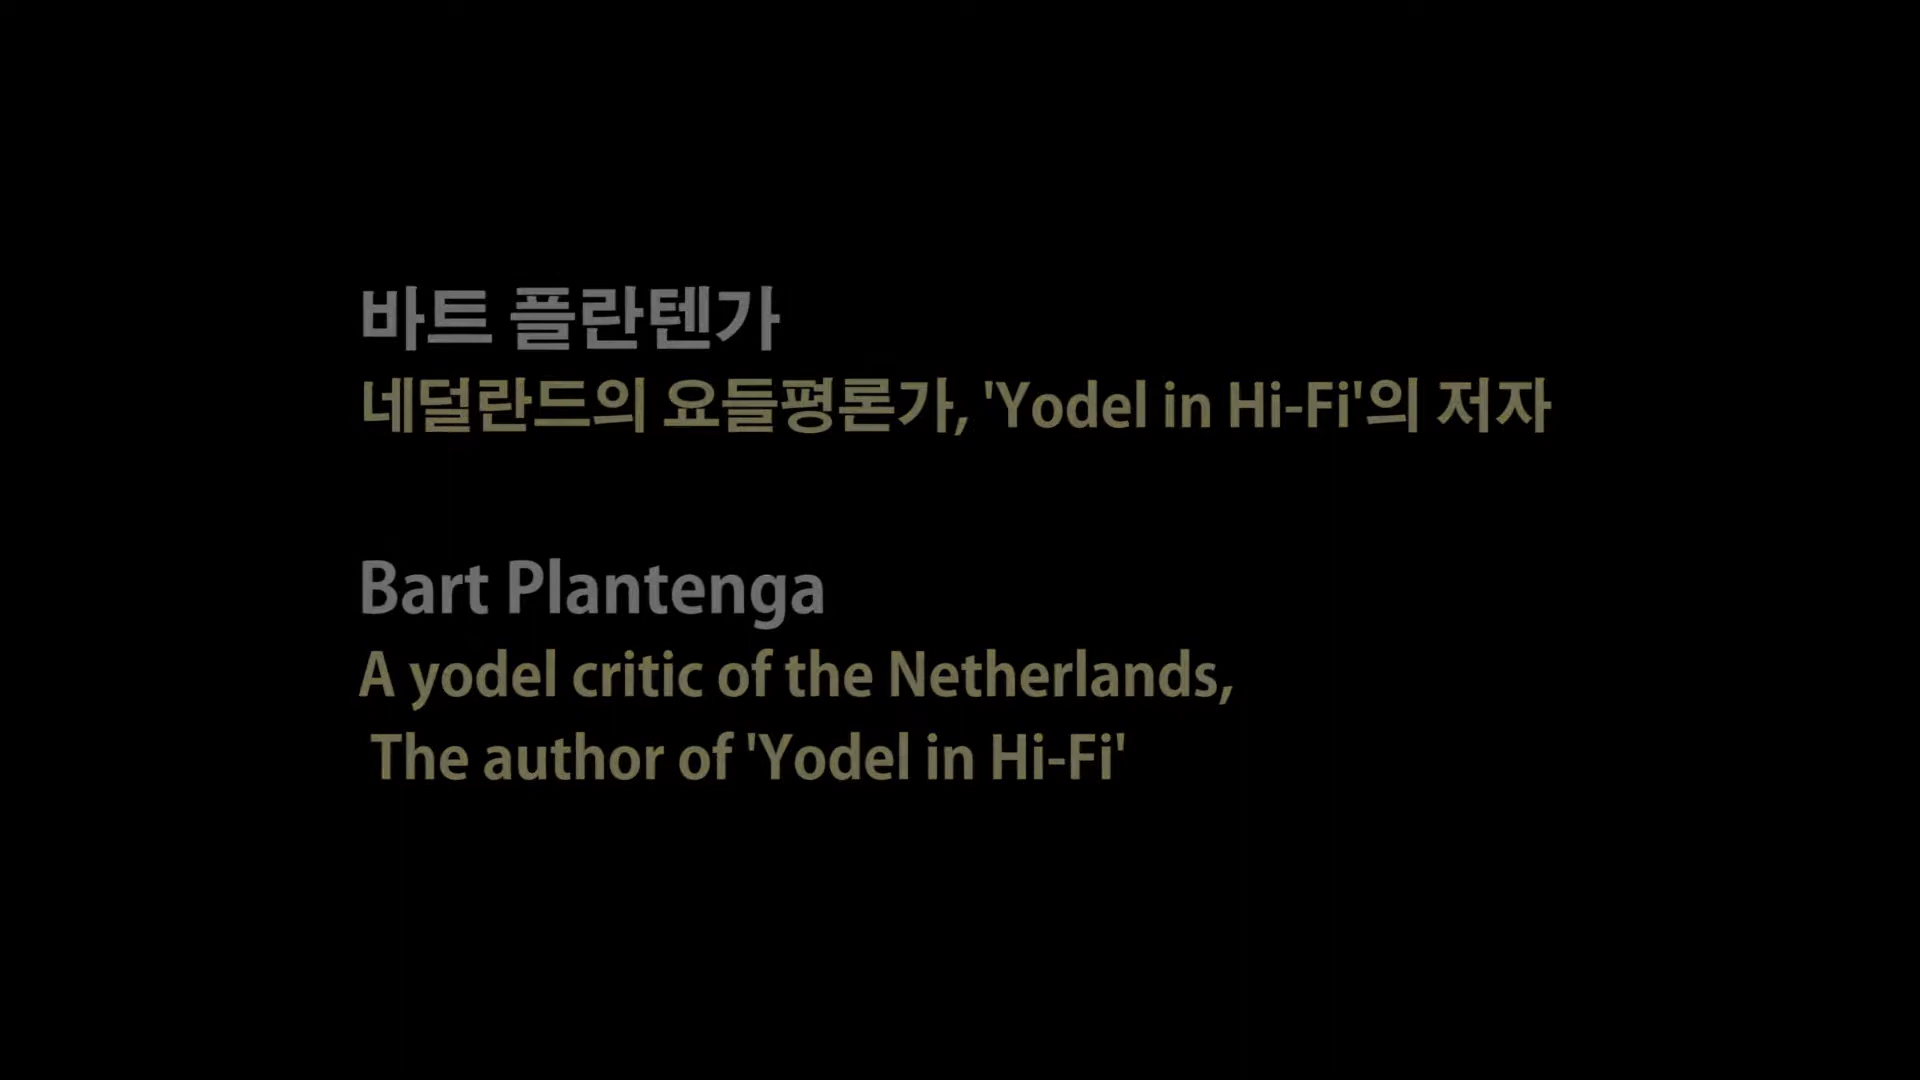 바트 플란텐가
네덜란드의 요들평론가, 'Yodel in Hi-Fi'의 저자
Bart Plantenga
A yodel critic of the Netherlands,
The author of 'Yodel in Hi-Fi'